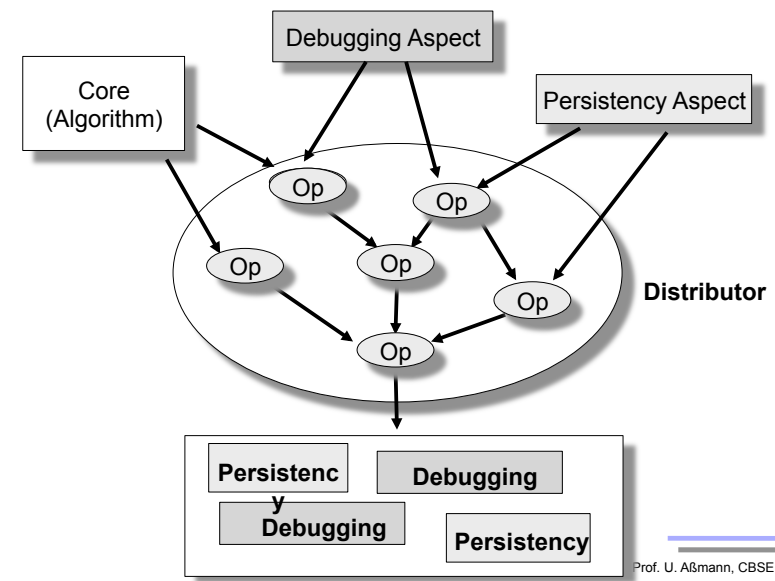 Debugging Aspect
Core
(Algorithm)
Persistency Aspect
Op
Op
Op
Op
Op
Distributor
Op
Persistenc
y
Debugging
Debugging
Persistency
Prof. U. Aßmann, CBSE